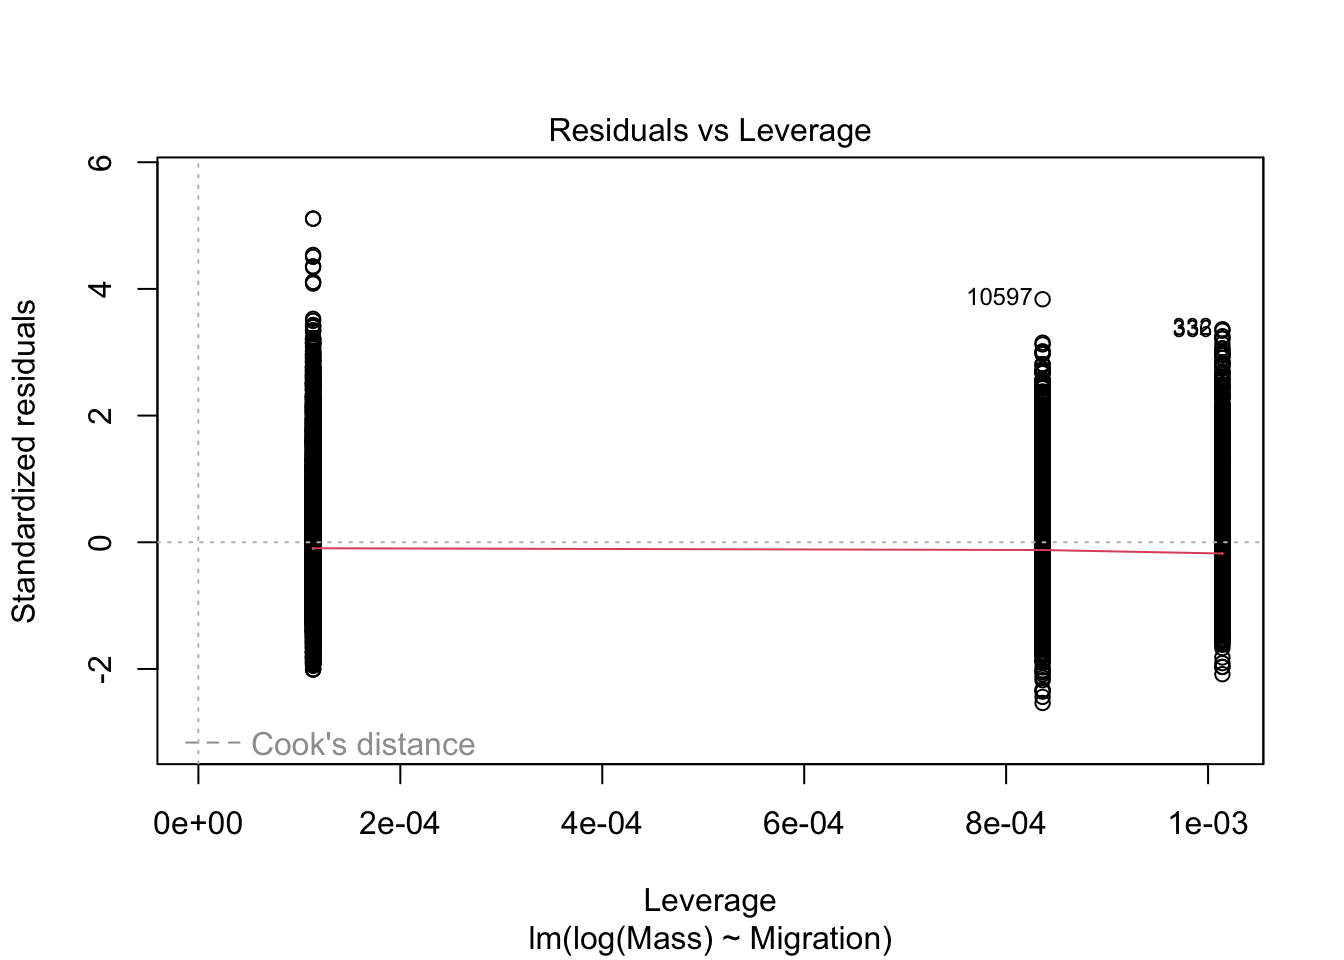 Residuals vs Leverage
Standardized residuals
6
4
2
0
-2
10597
Cook's distance
0e+00 2e-04 4e-04 6e-04 8e-04 1e-03
Leverage
lm(log(Mass) ~ Migration)